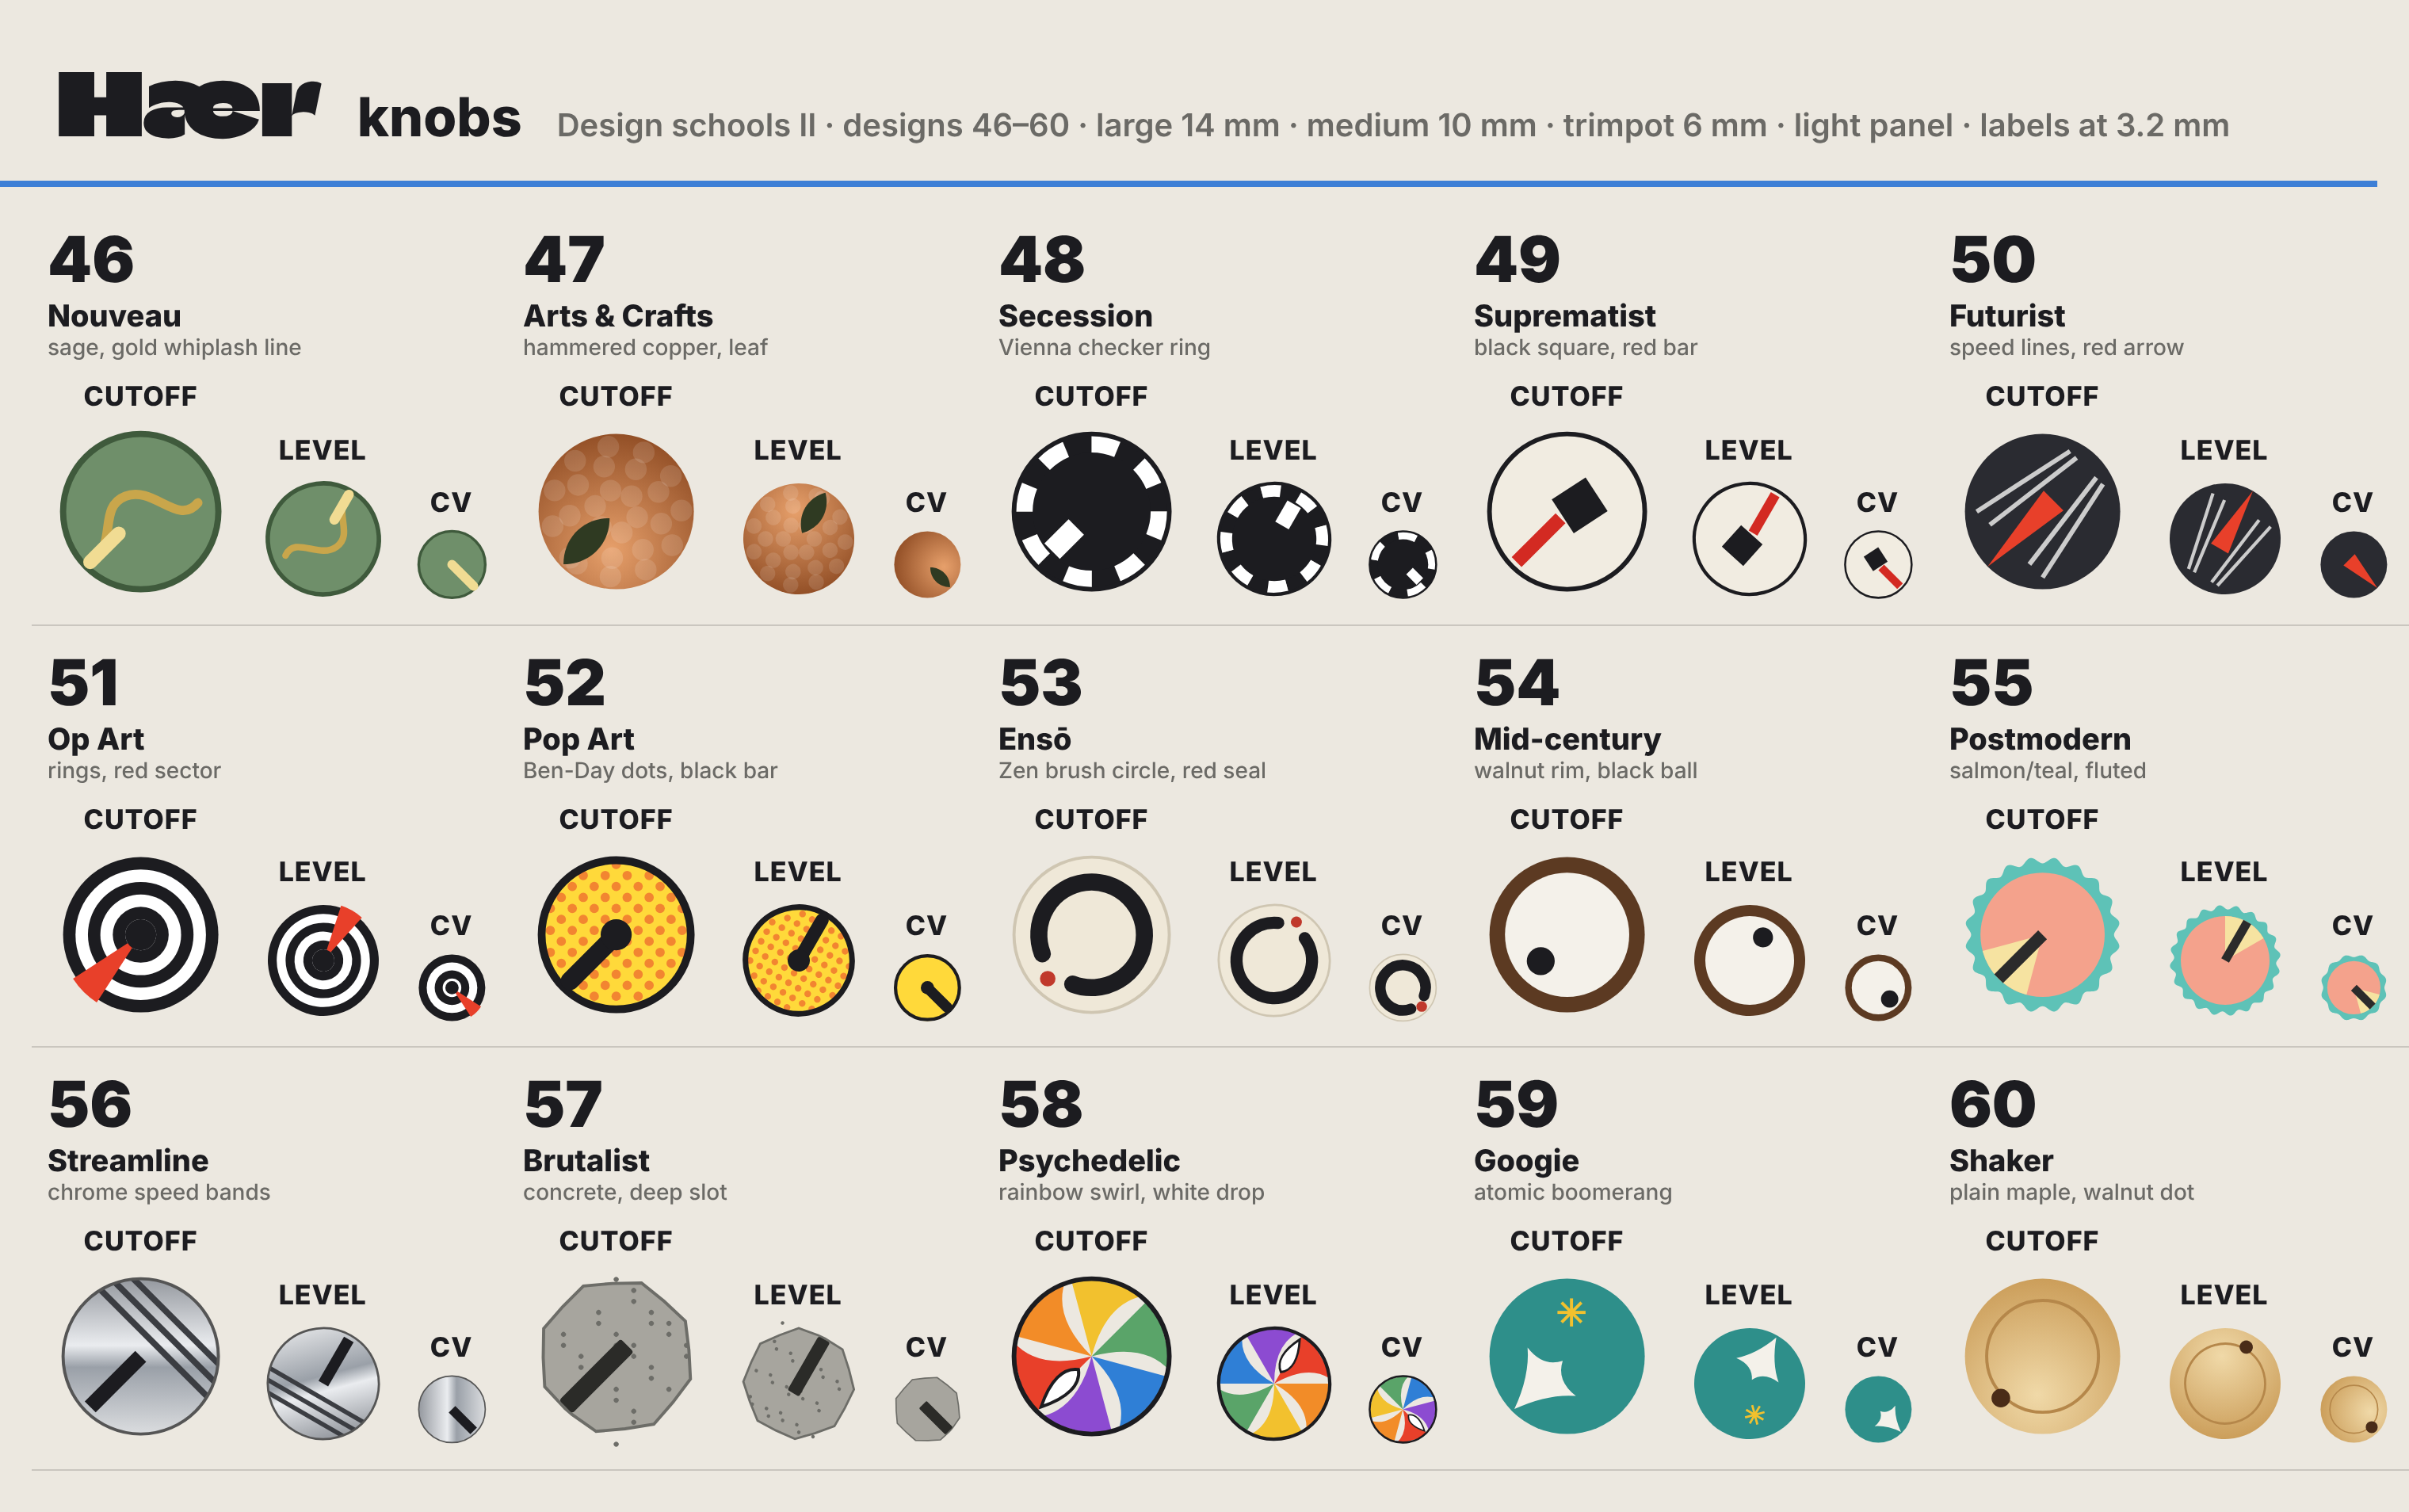 Hær knobs Design schools II · designs 46–60 · large 14 mm · medium 10 mm · trimpot 6 mm · light panel · labels at 3.2 mm
46 47 48 49 50
Nouveau Arts & Crafts Secession Suprematist Futurist
sage, gold whiplash line hammered copper, leaf Vienna checker ring black square, red bar speed lines, red arrow
CUTOFF CUTOFF CUTOFF CUTOFF CUTOFF
LEVEL LEVEL LEVEL LEVEL LEVEL
CV CV CV CV CV
51 52 53 54 55
Op Art Pop Art Ensō Mid-century Postmodern
rings, red sector Ben-Day dots, black bar Zen brush circle, red seal walnut rim, black ball salmon/teal, fluted
CUTOFF CUTOFF CUTOFF CUTOFF CUTOFF
LEVEL LEVEL LEVEL LEVEL LEVEL
CV CV CV CV CV
56 57 58 59 60
Streamline Brutalist Psychedelic Googie Shaker
chrome speed bands concrete, deep slot rainbow swirl, white drop atomic boomerang plain maple, walnut dot
CUTOFF CUTOFF CUTOFF CUTOFF CUTOFF
LEVEL LEVEL LEVEL LEVEL LEVEL
CV CV CV CV CV